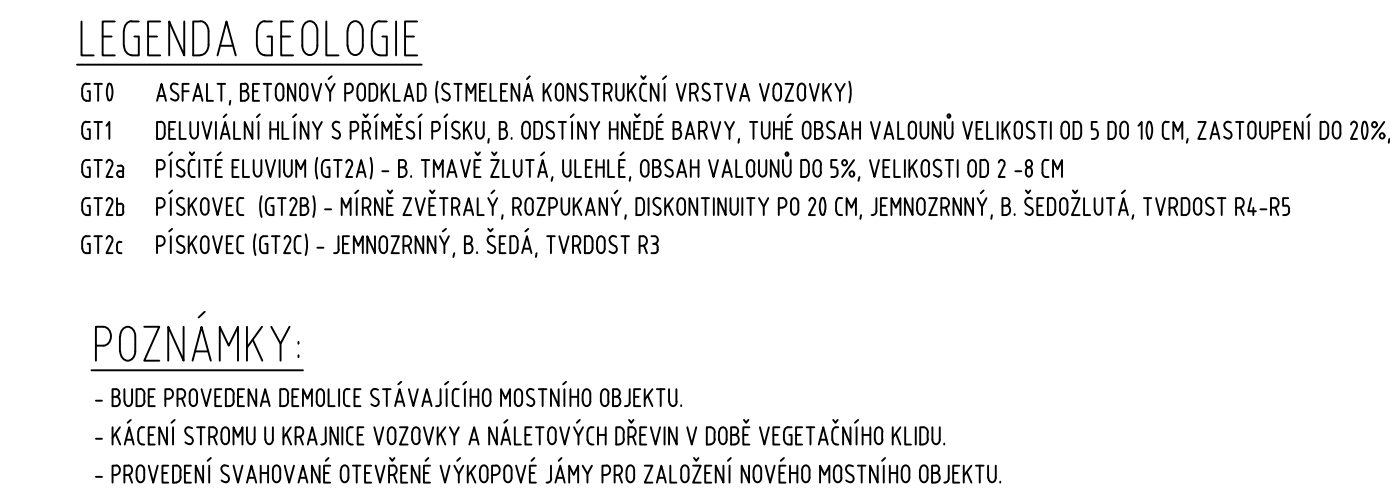 LEGENDA GEOLOGIE
GT0 ASFALT, BETONOVÝ PODKLAD (STMELENÁ KONSTRUKČNÍ VRSTVA VOZOVKY)
GT1 DELUVIÁLNÍ HLÍNY S PŘÍMĚSÍ PÍSKU, B. ODSTÍNY HNĚDÉ BARVY, TUHÉ OBSAH VALOUNŮ VELIKOSTI OD 5 DO 10 CM, ZASTOUPENÍ DO 20%,
GT2a PÍSČITÉ ELUVIUM (GT2A) - B. TMAVĚ ŽLUTÁ, ULEHLÉ, OBSAH VALOUNŮ DO 5%, VELIKOSTI OD 2 -8 CM
GT2b PÍSKOVEC (GT2B) - MÍRNĚ ZVĚTRALÝ, ROZPUKANÝ, DISKONTINUITY PO 20 CM, JEMNOZRNNÝ, B. ŠEDOŽLUTÁ, TVRDOST R4-R5
GT2c PÍSKOVEC (GT2C) - JEMNOZRNNÝ, B. ŠEDÁ, TVRDOST R3
POZNÁMKY:
- BUDE PROVEDENA DEMOLICE STÁVAJÍCÍHO MOSTNÍHO OBJEKTU.
- KÁCENÍ STROMU U KRAJNICE VOZOVKY A NÁLETOVÝCH DŘEVIN V DOBĚ VEGETAČNÍHO KLIDU.
- PROVEDENÍ SVAHOVANÉ OTEVŘENÉ VÝKOPOVÉ JÁMY PRO ZALOŽENÍ NOVÉHO MOSTNÍHO OBJEKTU.